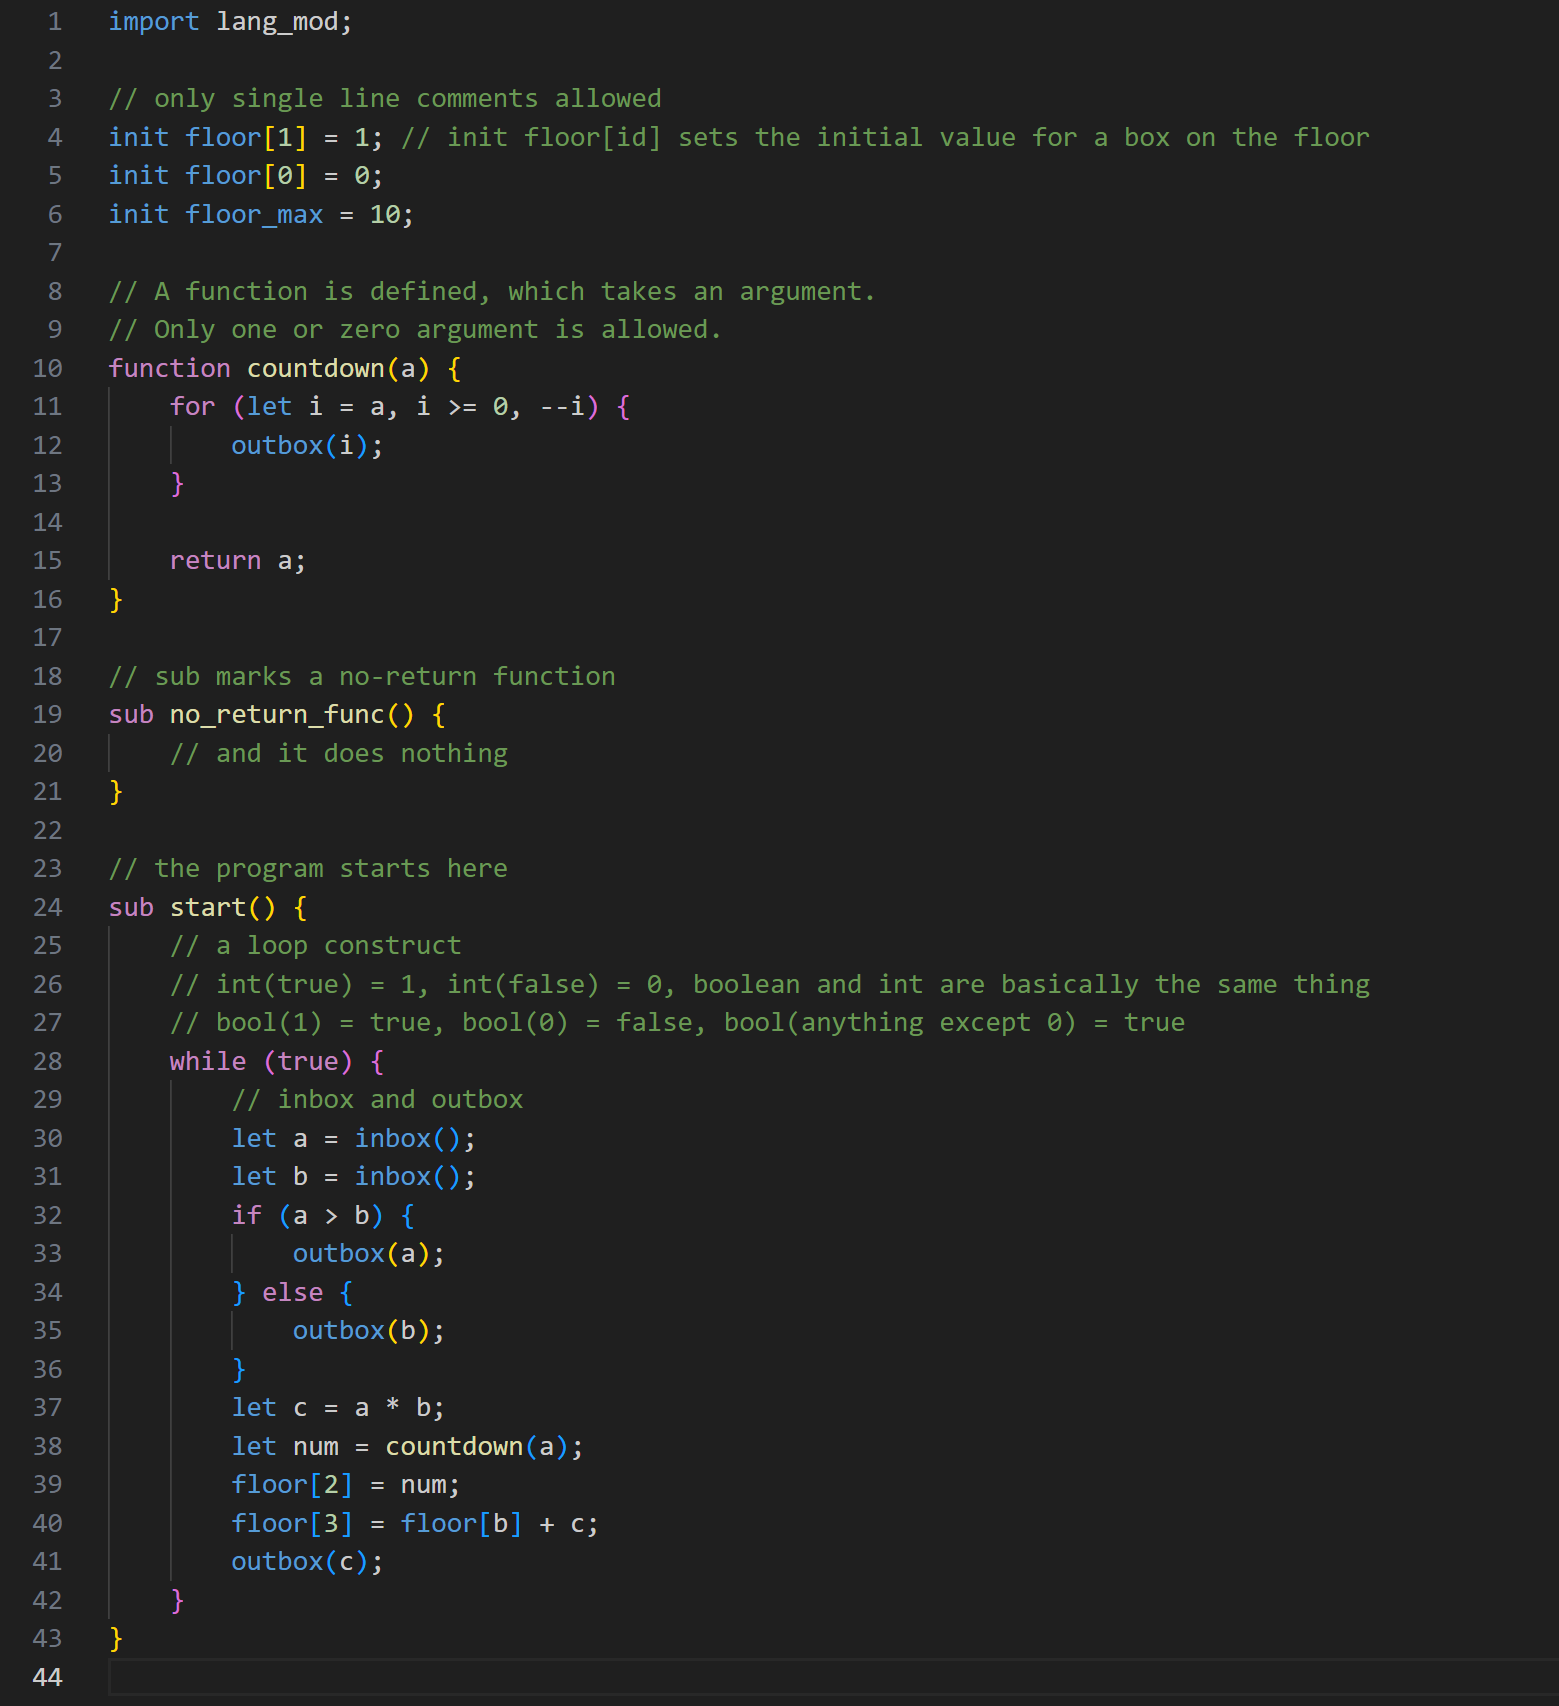 1 import lang_mod;
2
3 // only single line comments allowed
4 init floor[1] = 1; // init floor[id] sets the initial value for a box on the floor
5 init floor[0] = 0;
6 init floor_max = 10;
7
8 // A function is defined, which takes an argument.
9 // Only one or zero argument is allowed.
10 function countdown(a) {
11     for (let i = a, i >= 0, --i) {
12         outbox(i);
13     }
14
15     return a;
16 }
17
18 // sub marks a no-return function
19 sub no_return_func() {
20     // and it does nothing
21 }
22
23 // the program starts here
24 sub start() {
25     // a loop construct
26     // int(true) = 1, int(false) = 0, boolean and int are basically the same thing
27     // bool(1) = true, bool(0) = false, bool(anything except 0) = true
28     while (true) {
29         // inbox and outbox
30         let a = inbox();
31         let b = inbox();
32         if (a > b) {
33             outbox(a);
34         } else {
35             outbox(b);
36         }
37         let c = a * b;
38         let num = countdown(a);
39         floor[2] = num;
40         floor[3] = floor[b] + c;
41         outbox(c);
42     }
43 }
44